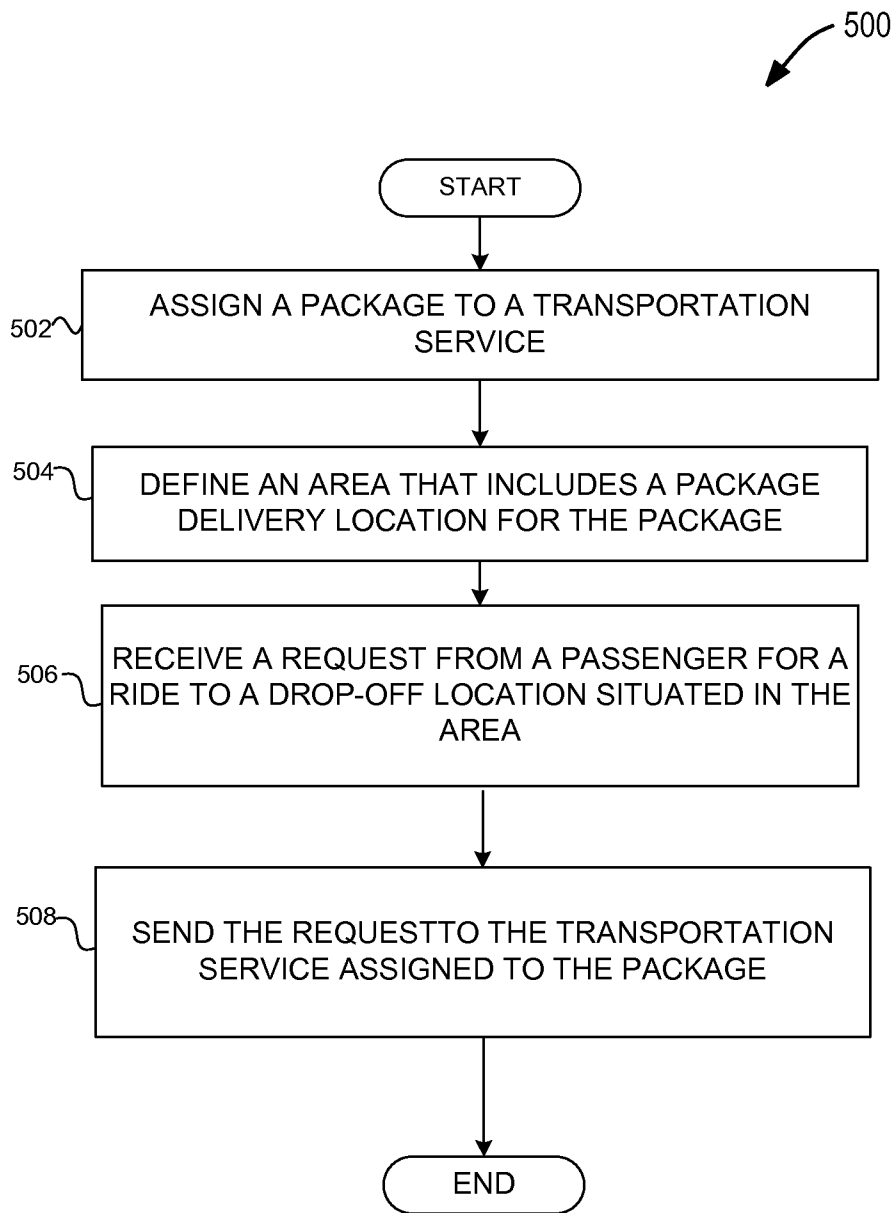 500
START
502
ASSIGN A PACKAGE TO A TRANSPORTATION
SERVICE
504
DEFINE AN AREA THAT INCLUDES A PACKAGE
DELIVERY LOCATION FOR THE PACKAGE
506
RECEIVE A REQUEST FROM A PASSENGER FOR A
RIDE TO A DROP-OFF LOCATION SITUATED IN THE
AREA
508
SEND THE REQUESTTO THE TRANSPORTATION
SERVICE ASSIGNED TO THE PACKAGE
END